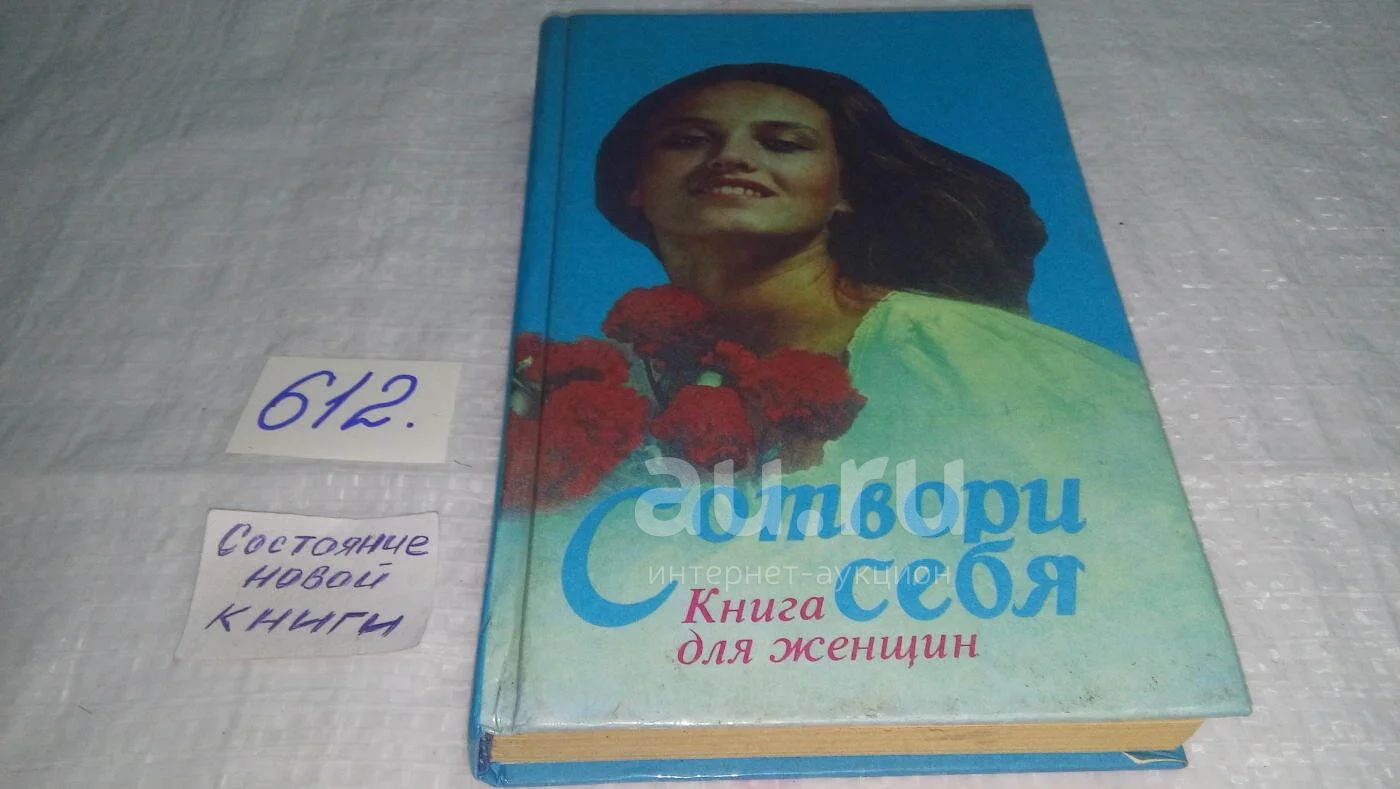 612.
Состояние
новой
книги
Сотвори
себя
Книга
для женщин
au.ru
интернет-аукцион